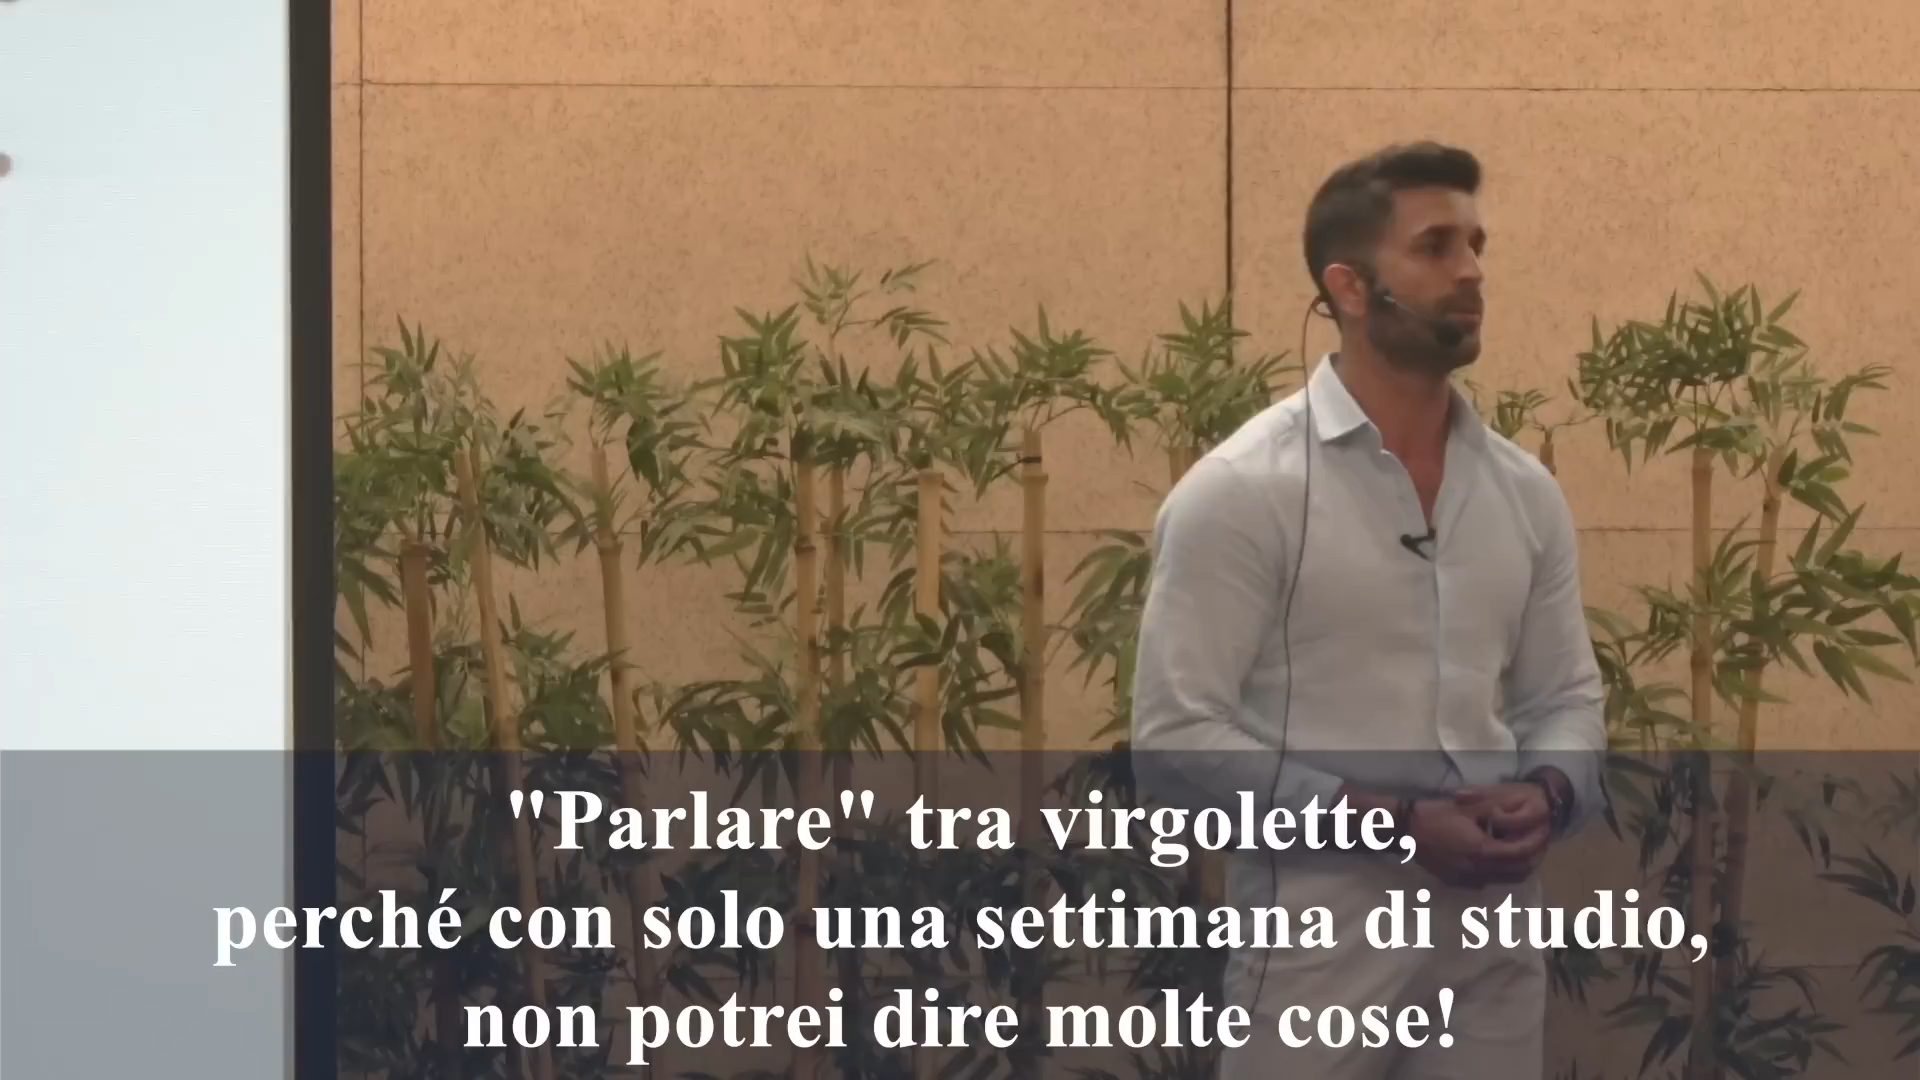 "Parlare" tra virgolette,
perché con solo una settimana di studio,
non potrei dire molte cose!